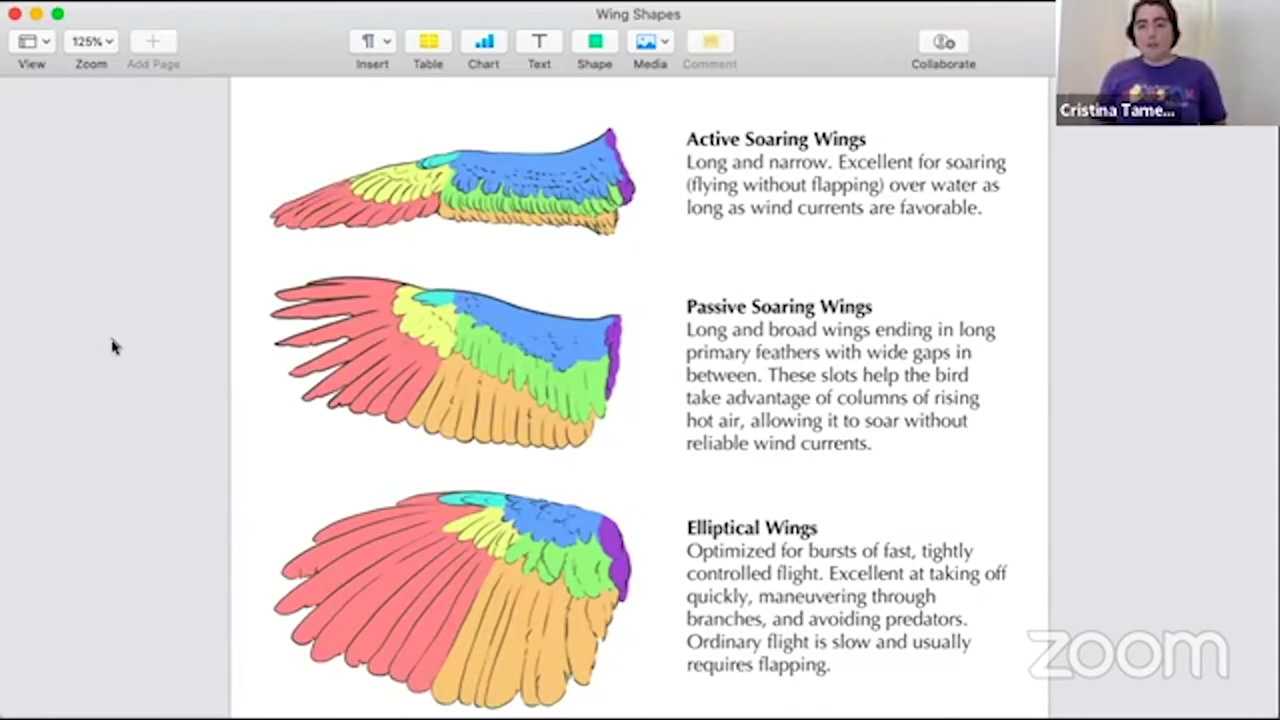 Wing Shapes
125%
View
Zoom
Add Page
Insert
Table
Chart
Text
Shape
Media
Comment
Collaborate
Cristina Tame...
Active Soaring Wings
Long and narrow. Excellent for soaring
(flying without flapping) over water as
long as wind currents are favorable.
Passive Soaring Wings
Long and broad wings ending in long
primary feathers with wide gaps in
between. These slots help the bird
take advantage of columns of rising
hot air, allowing it to soar without
reliable wind currents.
Elliptical Wings
Optimized for bursts of fast, tightly
controlled flight. Excellent at taking off
quickly, maneuvering through
branches, and avoiding predators.
Ordinary flight is slow and usually
requires flapping.
zoom